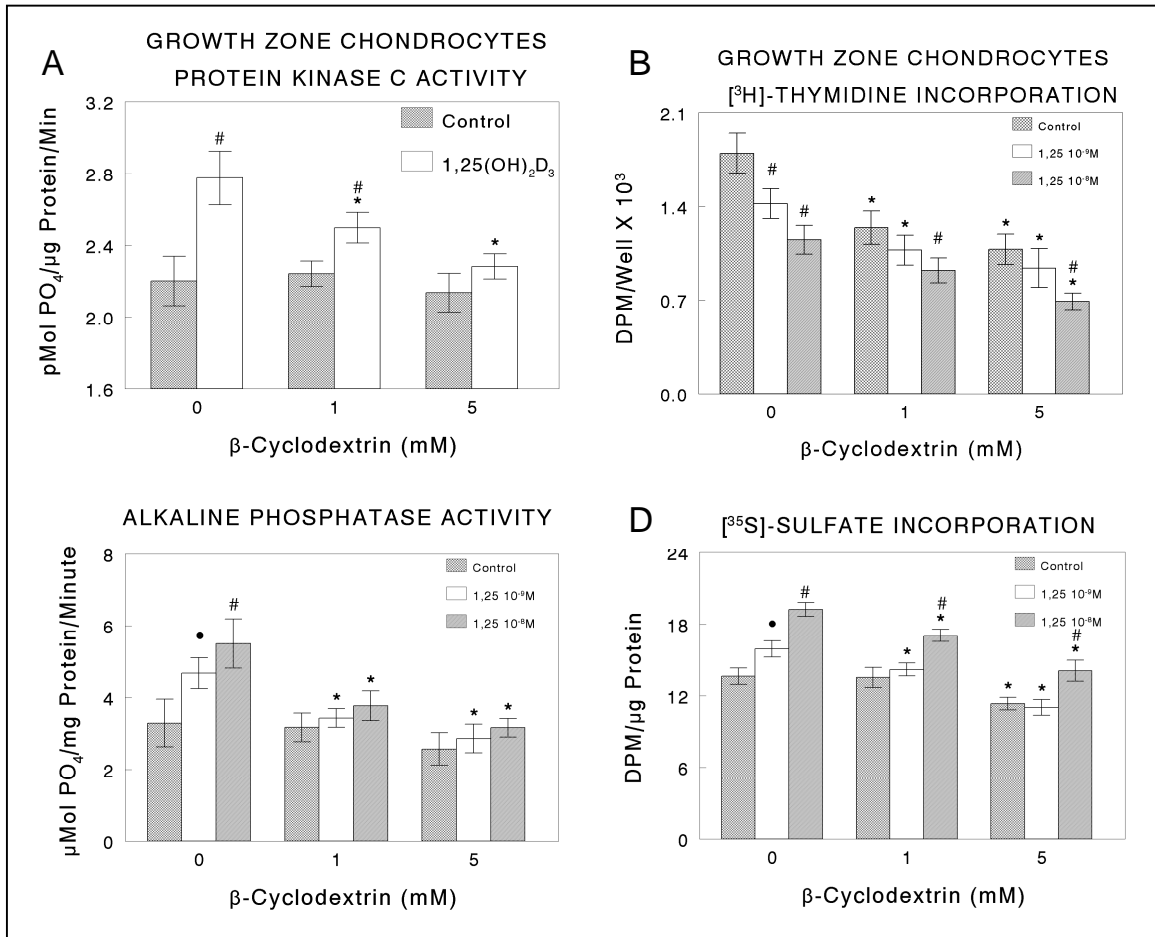 A
GROWTH ZONE CHONDROCYTES
PROTEIN KINASE C ACTIVITY
pMol PO₄/µg Protein/Min
3.2
2.8
2.4
2.0
1.6
Control
1,25(OH)₂D₃
#
#
*
*
0 1 5
β-Cyclodextrin (mM)
B
GROWTH ZONE CHONDROCYTES
[³H]-THYMIDINE INCORPORATION
DPM/Well X 10³
2.1
1.4
0.7
0.0
Control
1,25 10⁻⁹M
1,25 10⁻⁸M
#
#
*
*
#
*
*
#
*
0 1 5
β-Cyclodextrin (mM)
ALKALINE PHOSPHATASE ACTIVITY
µMol PO₄/mg Protein/Minute
8
6
4
2
0
Control
1,25 10⁻⁹M
1,25 10⁻⁸M
•
#
*
*
*
*
0 1 5
β-Cyclodextrin (mM)
D
[³⁵S]-SULFATE INCORPORATION
DPM/µg Protein
24
18
12
6
0
Control
1,25 10⁻⁹M
1,25 10⁻⁸M
•
#
*
#
*
*
*
#
*
0 1 5
β-Cyclodextrin (mM)